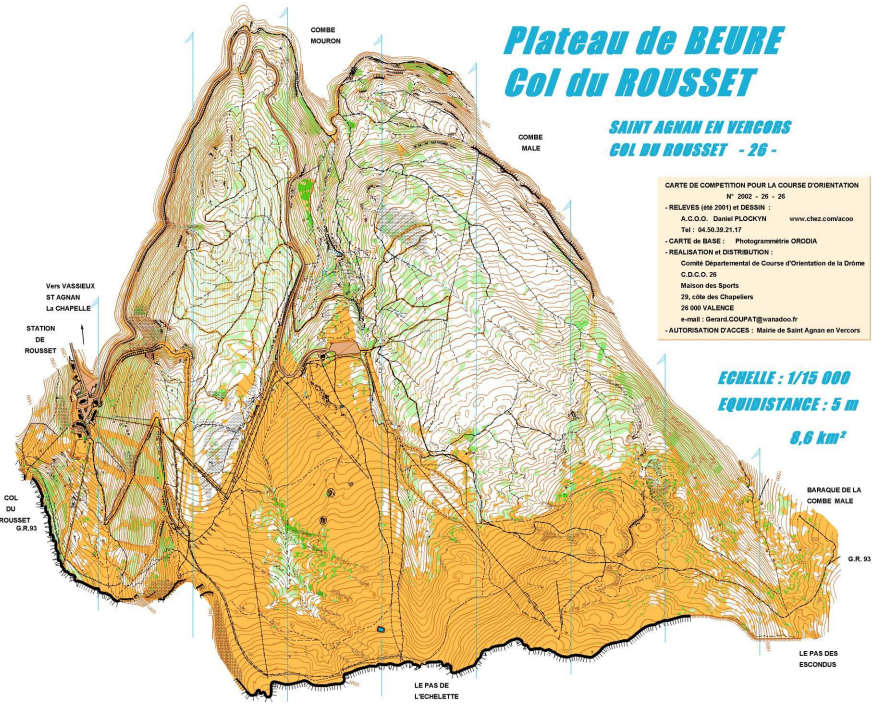 Plateau de BEURE
Col du ROUSSET
SAINT AGNAN EN VERCORS
COL DU ROUSSET - 26 -
COMBE
MOURON
COMBE
MALE
CARTE DE COMPETITION POUR LA COURSE D'ORIENTATION
N° 2002 - 26 - 26
- RELEVES (été 2001) et DESSIN :
A.C.O.O. Daniel PLOCKYN www.chez.com/acoo
Tel : 04.50.39.21.17
- CARTE de BASE : Photogrammétrie ORODIA
- REALISATION et DISTRIBUTION :
Comité Départemental de Course d'Orientation de la Drôme
C.D.C.O. 26
Maison des Sports
29, côte des Chapeliers
26 000 VALENCE
e-mail : Gerard.COUPAT@wanadoo.fr
- AUTORISATION D'ACCES : Mairie de Saint Agnan en Vercors
Vers VASSIEUX
ST AGNAN
La CHAPELLE
STATION
DE
ROUSSET
ECHELLE : 1/15 000
EQUIDISTANCE : 5 m
8,6 km²
COL
DU
ROUSSET
G.R.93
BARAQUE DE LA
COMBE MALE
G.R. 93
LE PAS DES
ESCONDUS
LE PAS DE
L'ECHELETTE